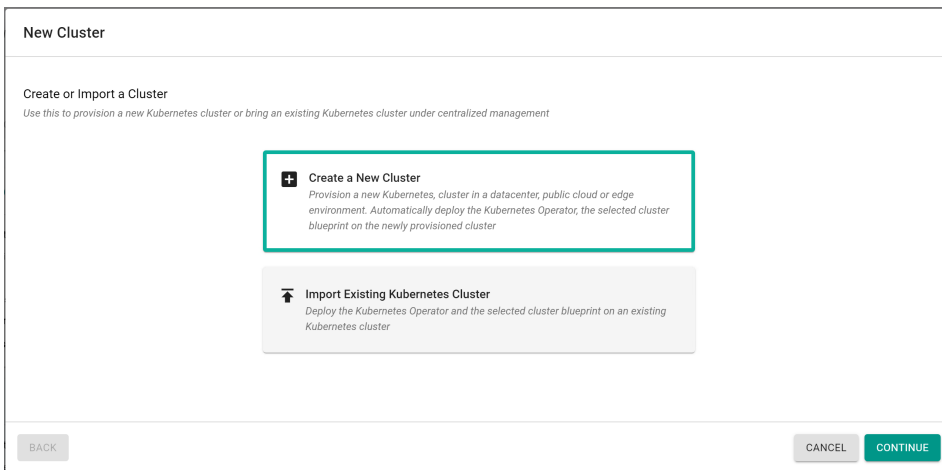 New Cluster
Create or Import a Cluster
Use this to provision a new Kubernetes cluster or bring an existing Kubernetes cluster under centralized management
Create a New Cluster
Provision a new Kubernetes, cluster in a datacenter, public cloud or edge
environment. Automatically deploy the Kubernetes Operator, the selected cluster
blueprint on the newly provisioned cluster
Import Existing Kubernetes Cluster
Deploy the Kubernetes Operator and the selected cluster blueprint on an existing
Kubernetes cluster
BACK
CANCEL
CONTINUE